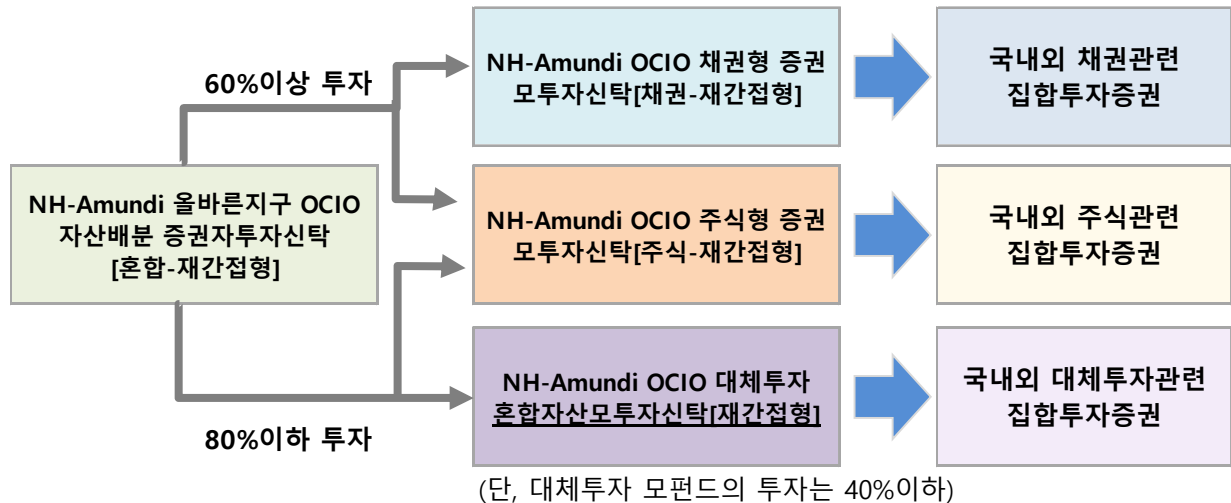 60%이상 투자
NH-Amundi 올바른지구 OCIO
자산배분 증권자투자신탁
[혼합-재간접형]
80%이하 투자
NH-Amundi OCIO 채권형 증권
모투자신탁[채권-재간접형]
국내외 채권관련
집합투자증권
NH-Amundi OCIO 주식형 증권
모투자신탁[주식-재간접형]
국내외 주식관련
집합투자증권
NH-Amundi OCIO 대체투자
혼합자산모투자신탁[재간접형]
국내외 대체투자관련
집합투자증권
(단, 대체투자 모펀드의 투자는 40%이하)